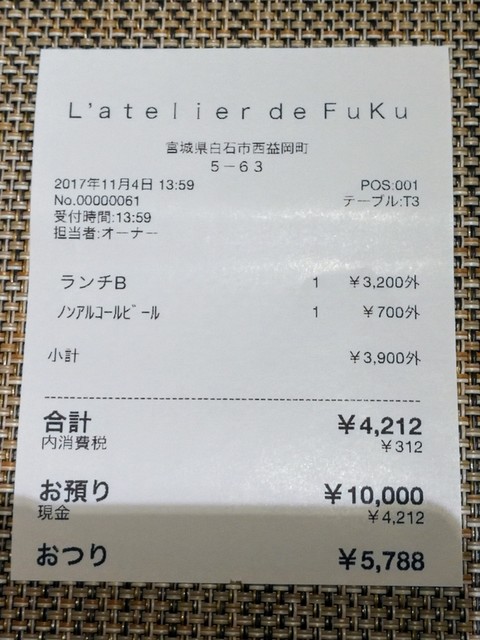 L'atelier de FuKu
宮城県白石市西益岡町
5-63
2017年11月4日 13:59 POS:001
No.00000061 テーブル:T3
受付時間:13:59
担当者:オーナー
ランチB 1 ¥3,200外
ﾉﾝｱﾙｺｰﾙﾋﾞｰﾙ 1 ¥700外
小計 ¥3,900外
合計 ¥4,212
内消費税 ¥312
お預り ¥10,000
現金 ¥4,212
おつり ¥5,788